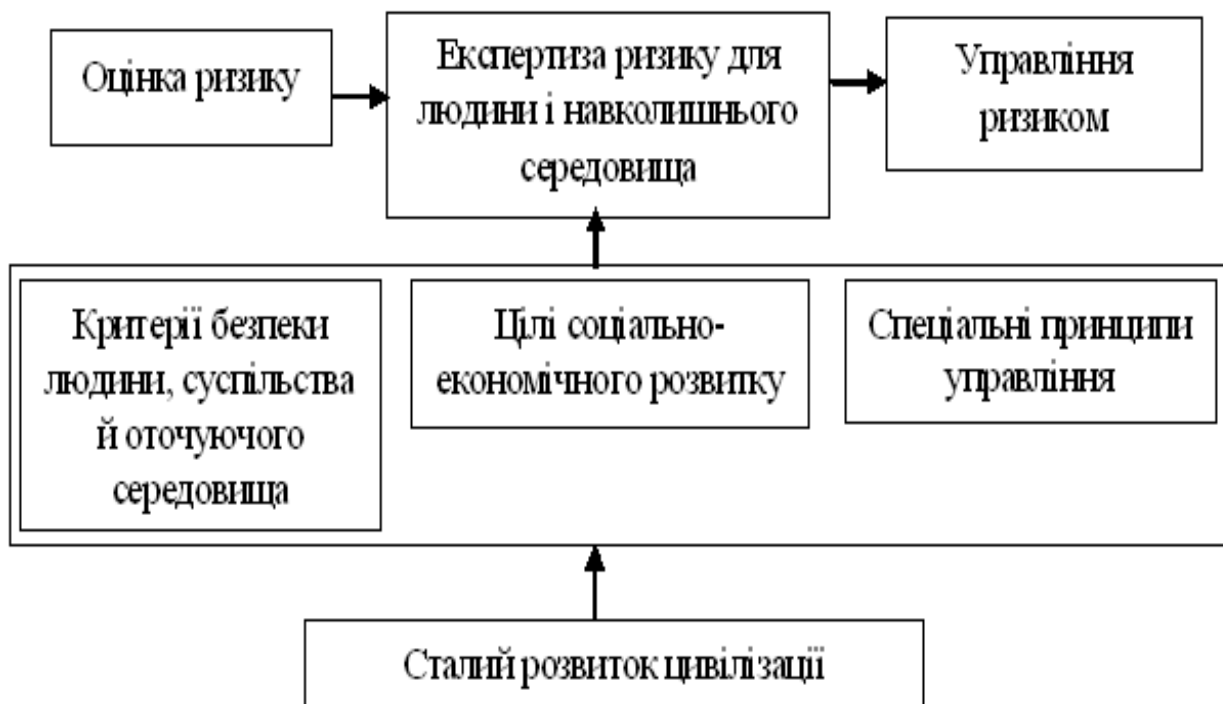 Оцінка ризику
Експертиза ризику для
людини і навколишнього
середовища
Управління
ризиком
Критерії безпеки
людини, суспільства
й оточуючого
середовища
Цілі соціально-
економічного розвитку
Спеціальні принципи
управління
Сталий розвиток цивілізації